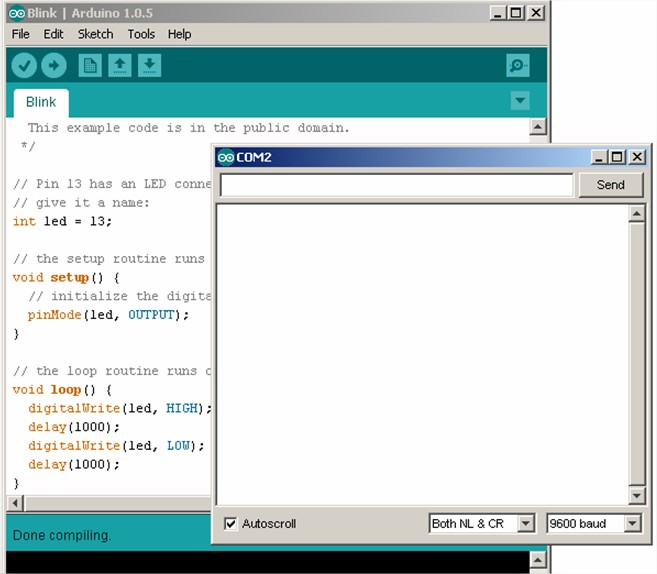 Blink | Arduino 1.0.5
File Edit Sketch Tools Help
Blink
This example code is in the public domain.
*/
// Pin 13 has an LED conne
// give it a name:
int led = 13;
// the setup routine runs
void setup() {
// initialize the digita
pinMode(led, OUTPUT);
}
// the loop routine runs o
void loop() {
digitalWrite(led, HIGH);
delay(1000);
digitalWrite(led, LOW);
delay(1000);
}
Done compiling.
COM2
Send
Autoscroll
Both NL & CR
9600 baud